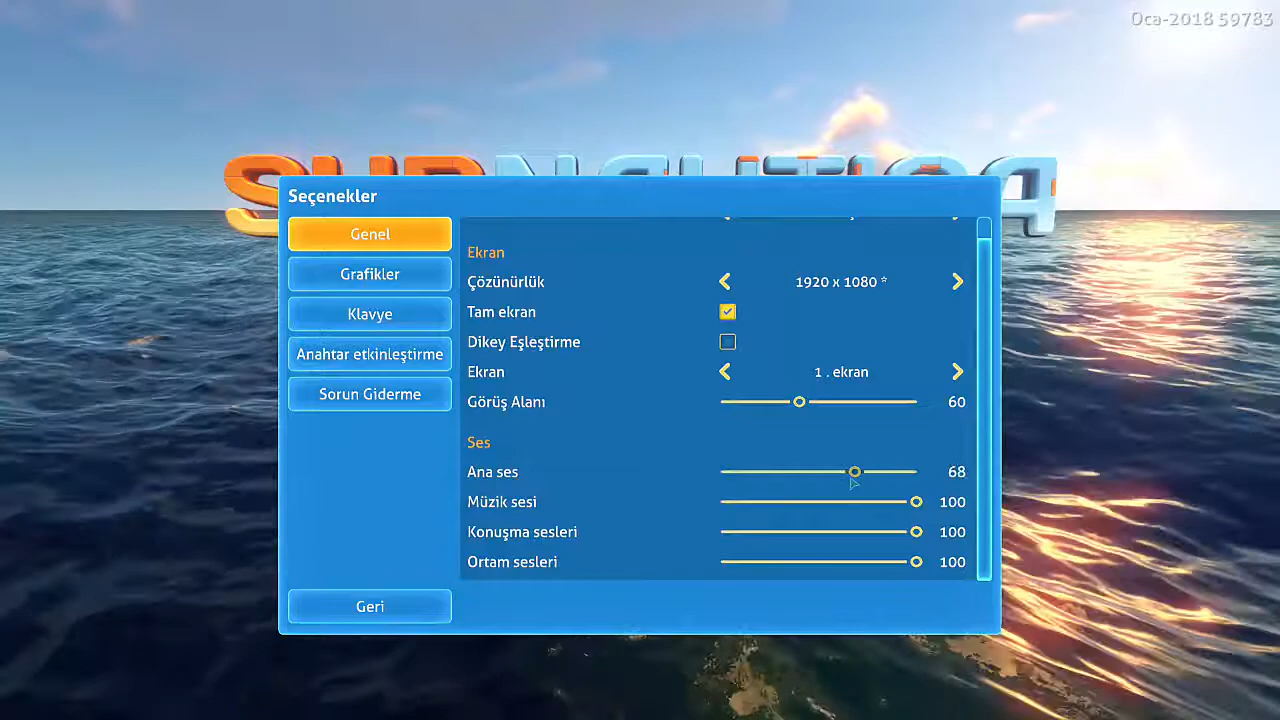 Oca-2018 59783
SUBNAUTICA
Seçenekler
Genel
Grafikler
Klavye
Anahtar etkinleştirme
Sorun Giderme
Geri
Ekran
Çözünürlük 1920 x 1080 *
Tam ekran
Dikey Eşleştirme
Ekran 1 . ekran
Görüş Alanı 60
Ses
Ana ses 68
Müzik sesi 100
Konuşma sesleri 100
Ortam sesleri 100